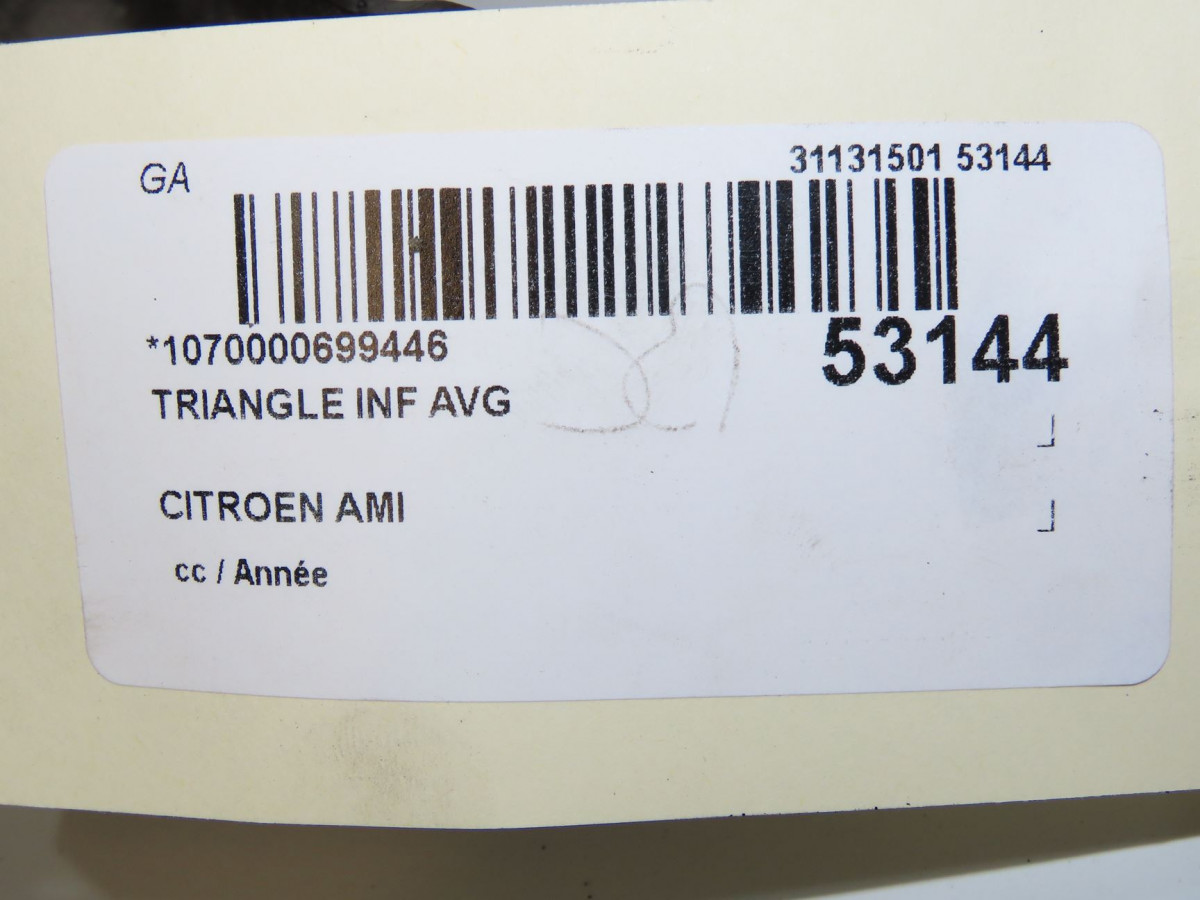 GA
31131501 53144
*1070000699446
53144
TRIANGLE INF AVG
CITROEN AMI
cc / Année